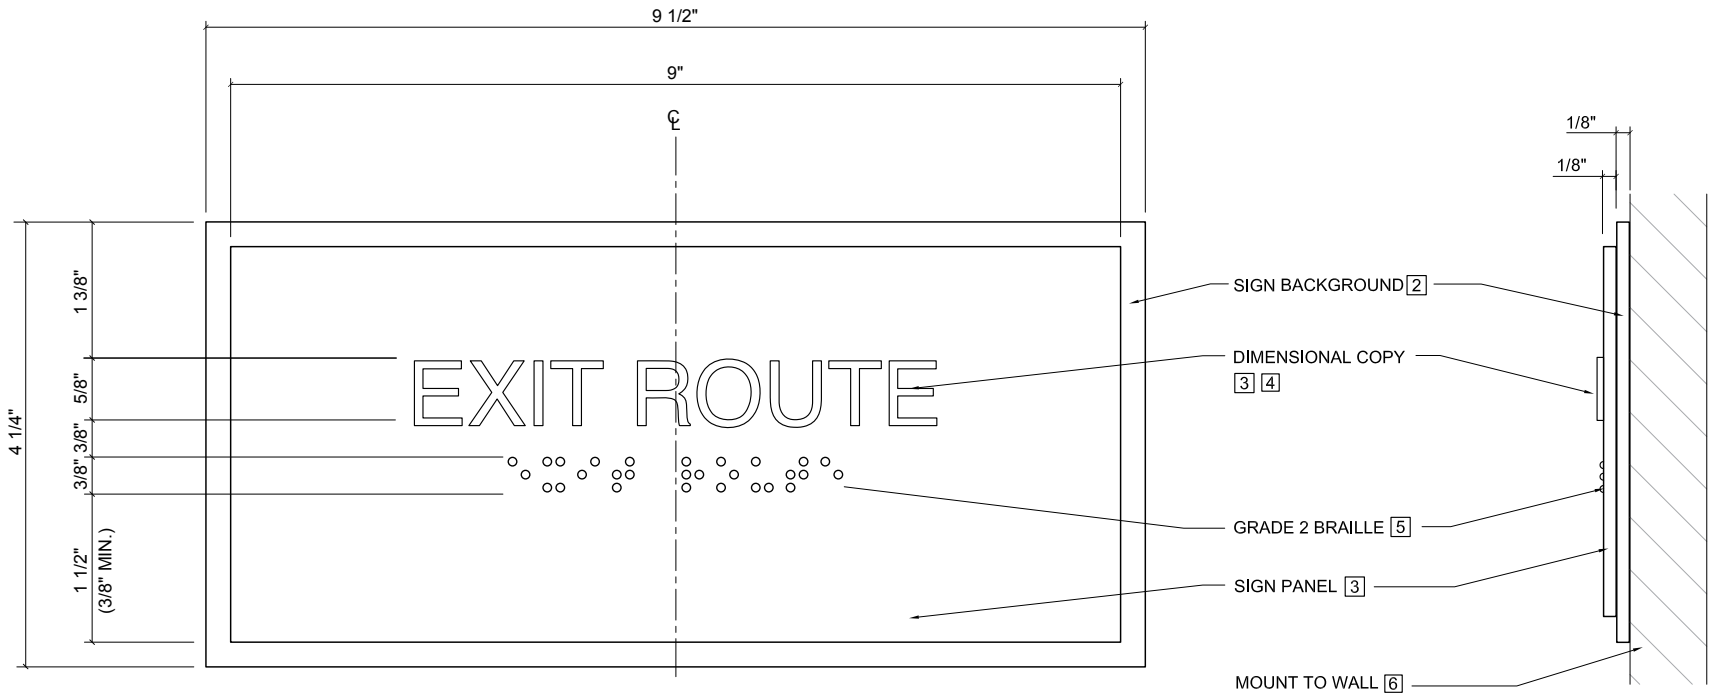 9 1/2"
9"
℄
1/8"
1/8"
4 1/4"
1 3/8"
5/8"
3/8"
3/8"
1 1/2"
(3/8" MIN.)
EXIT ROUTE
⠑⠭⠊⠞ ⠗⠕⠥⠞⠑
SIGN BACKGROUND 2
DIMENSIONAL COPY
3 4
GRADE 2 BRAILLE 5
SIGN PANEL 3
MOUNT TO WALL 6